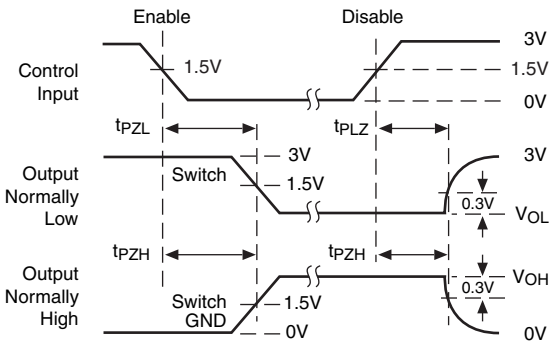 Enable
Disable
3V
Control
Input
1.5V
1.5V
0V
tPZL
tPLZ
Output
Normally
Low
Switch
3V
1.5V
3V
0.3V
VOL
tPZH
tPZH
Output
Normally
High
Switch
GND
1.5V
0V
VOH
0.3V
0V